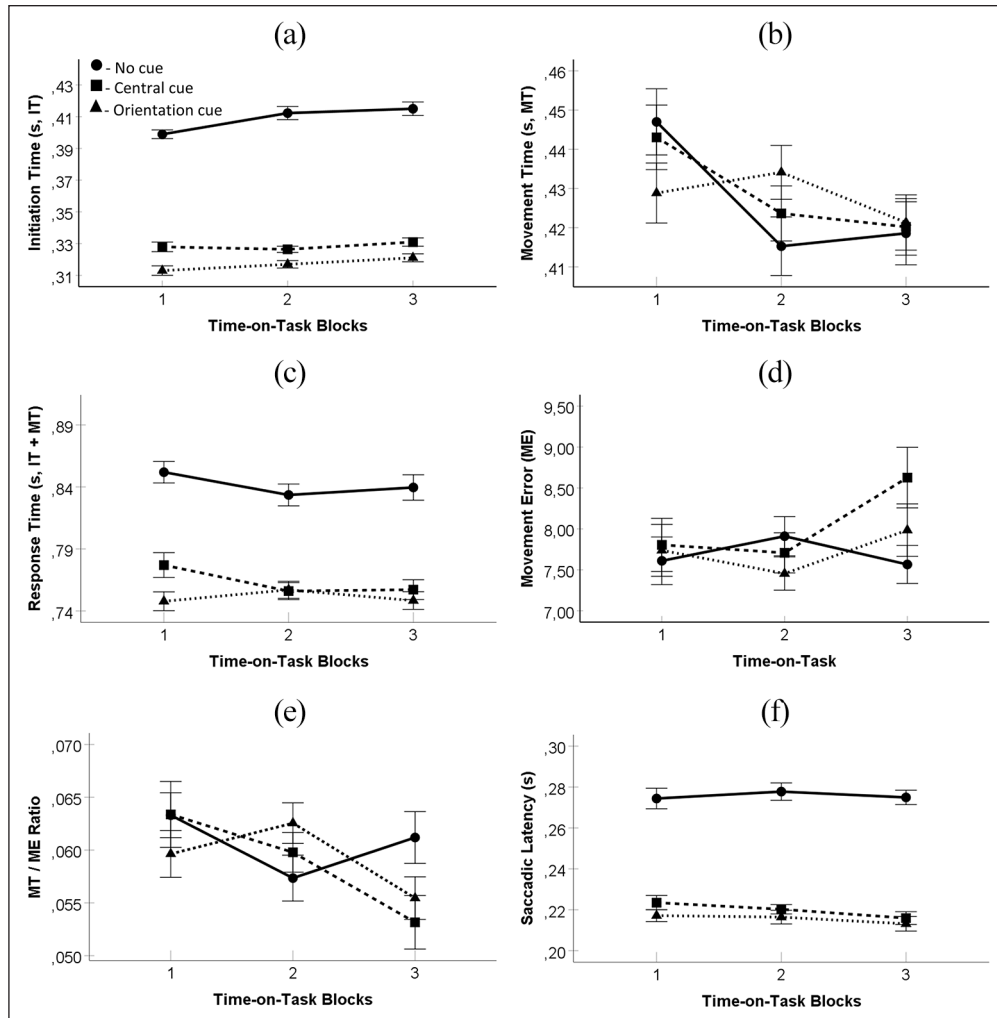 (a)
Initiation Time (s, IT)
- No cue
- Central cue
- Orientation cue
,43
,41
,39
,37
,35
,33
,31
1 2 3
Time-on-Task Blocks
(b)
Movement Time (s, MT)
,46
,45
,44
,43
,42
,41
1 2 3
Time-on-Task Blocks
(c)
Response Time (s, IT + MT)
,89
,84
,79
,74
1 2 3
Time-on-Task Blocks
(d)
Movement Error (ME)
9,50
9,00
8,50
8,00
7,50
7,00
1 2 3
Time-on-Task
(e)
MT / ME Ratio
,070
,065
,060
,055
,050
1 2 3
Time-on-Task Blocks
(f)
Saccadic Latency (s)
,30
,28
,26
,24
,22
,20
1 2 3
Time-on-Task Blocks